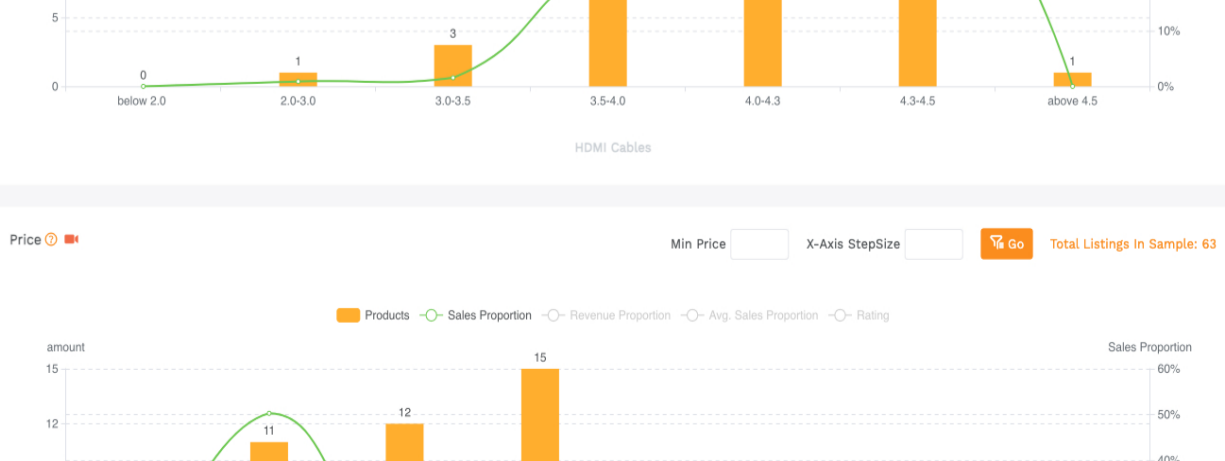 5
10%
3
1
1
0
0
0%
below 2.0 2.0-3.0 3.0-3.5 3.5-4.0 4.0-4.3 4.3-4.5 above 4.5
HDMI Cables
Price ? Min Price X-Axis StepSize Go Total Listings In Sample: 63
Products Sales Proportion Revenue Proportion Avg. Sales Proportion Rating
amount Sales Proportion
15
15 60%
12 50%
12
11
40%